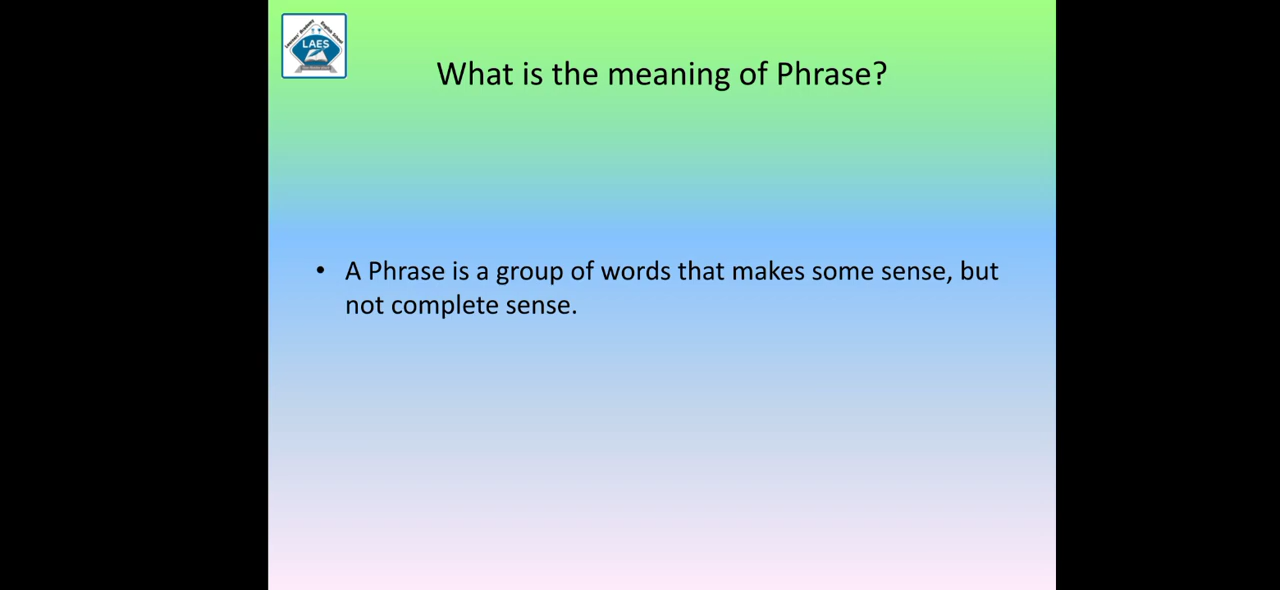 LAES
What is the meaning of Phrase?
• A Phrase is a group of words that makes some sense, but
not complete sense.